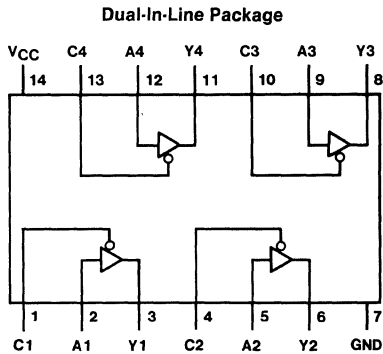 Dual-In-Line Package
VCC C4 A4 Y4 C3 A3 Y3
14 13 12 11 10 9 8
1 2 3 4 5 6 7
C1 A1 Y1 C2 A2 Y2 GND